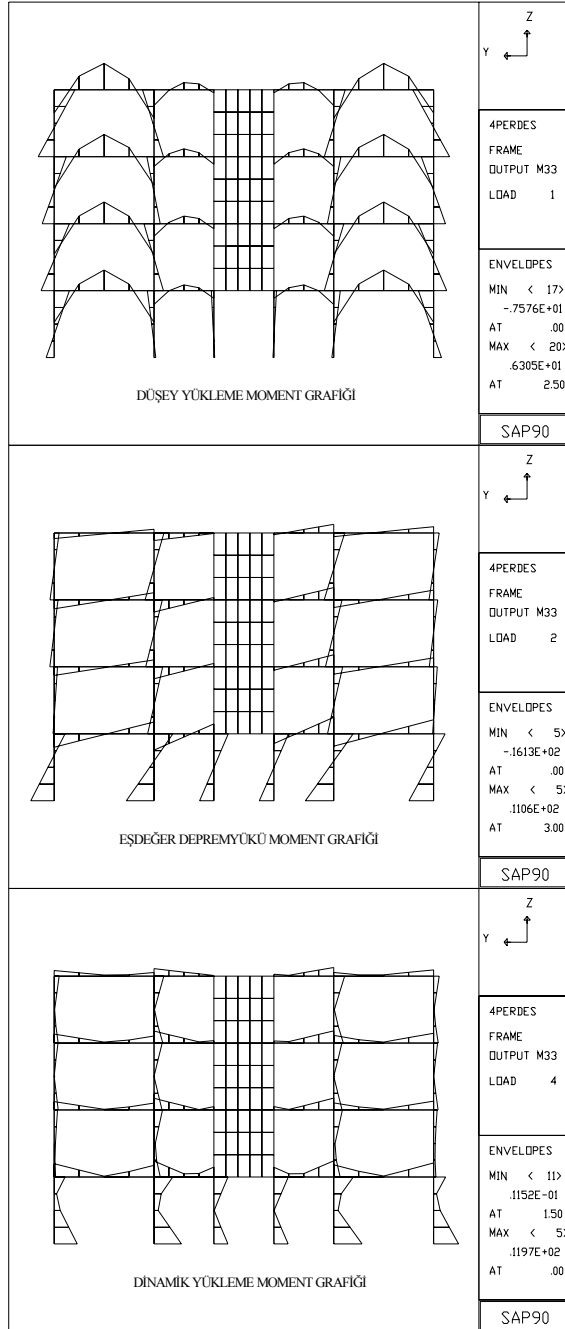 Z
Y
4PERDES
FRAME
OUTPUT M33
LOAD 1
ENVELOPES
MIN < 17>
-.7576E+01
AT .00
MAX < 20>
.6305E+01
AT 2.50
SAP90
DÜŞEY YÜKLEME MOMENT GRAFİĞİ
Z
Y
4PERDES
FRAME
OUTPUT M33
LOAD 2
ENVELOPES
MIN < 5>
-.1613E+02
AT .00
MAX < 5>
.1106E+02
AT 3.00
SAP90
EŞDEĞER DEPREMYÜKÜ MOMENT GRAFİĞİ
Z
Y
4PERDES
FRAME
OUTPUT M33
LOAD 4
ENVELOPES
MIN < 11>
.1152E-01
AT 1.50
MAX < 5>
.1197E+02
AT .00
SAP90
DİNAMİK YÜKLEME MOMENT GRAFİĞİ